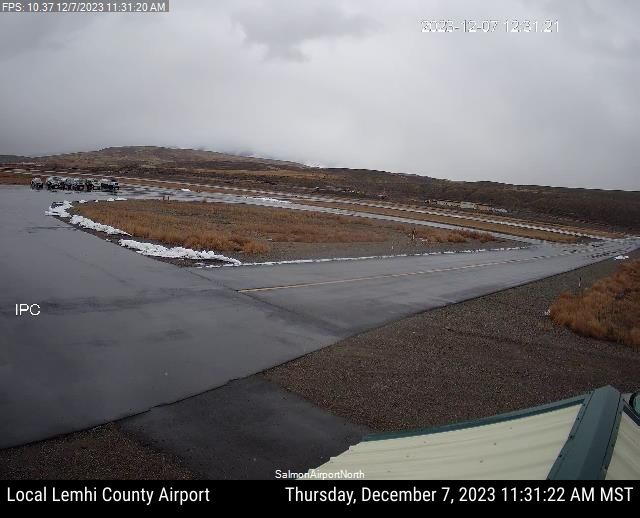 FPS: 10.37 12/7/2023 11:31:20 AM
2023-12-07 12:31:21
IPC
SalmonAirportNorth
Local Lemhi County Airport
Thursday, December 7, 2023 11:31:22 AM MST